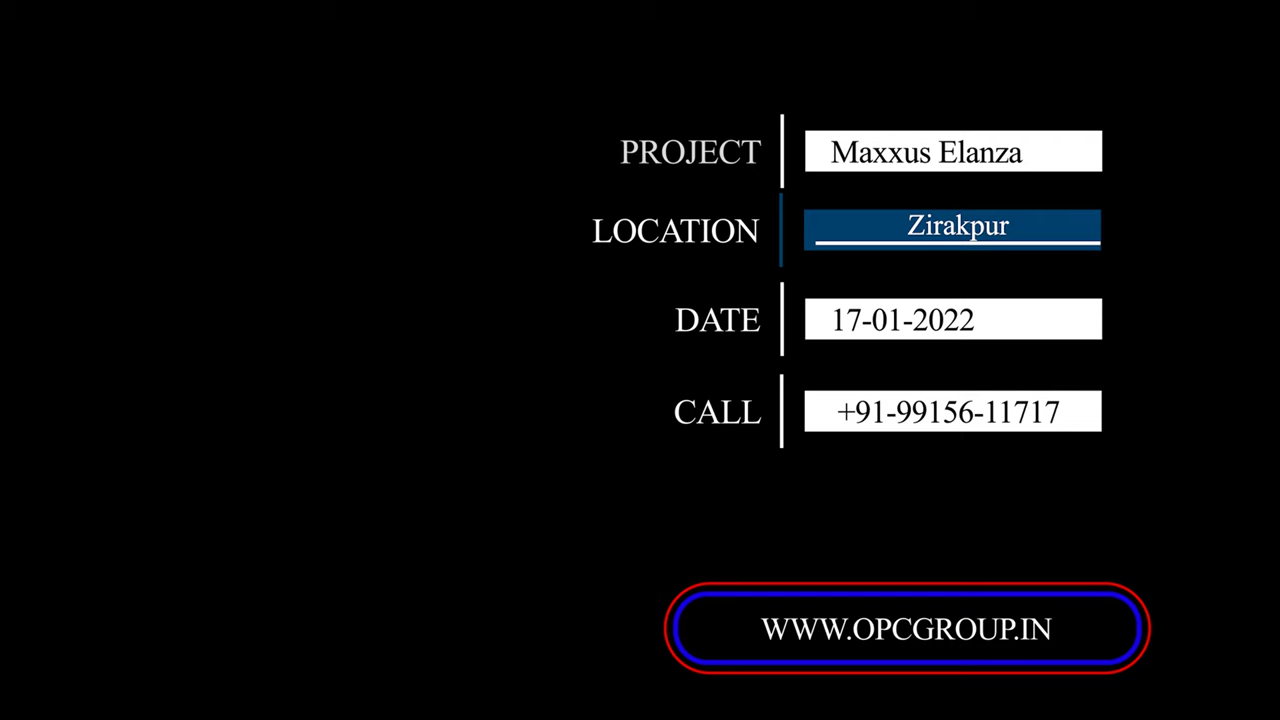 PROJECT Maxxus Elanza
LOCATION Zirakpur
DATE 17-01-2022
CALL +91-99156-11717
WWW.OPCGROUP.IN